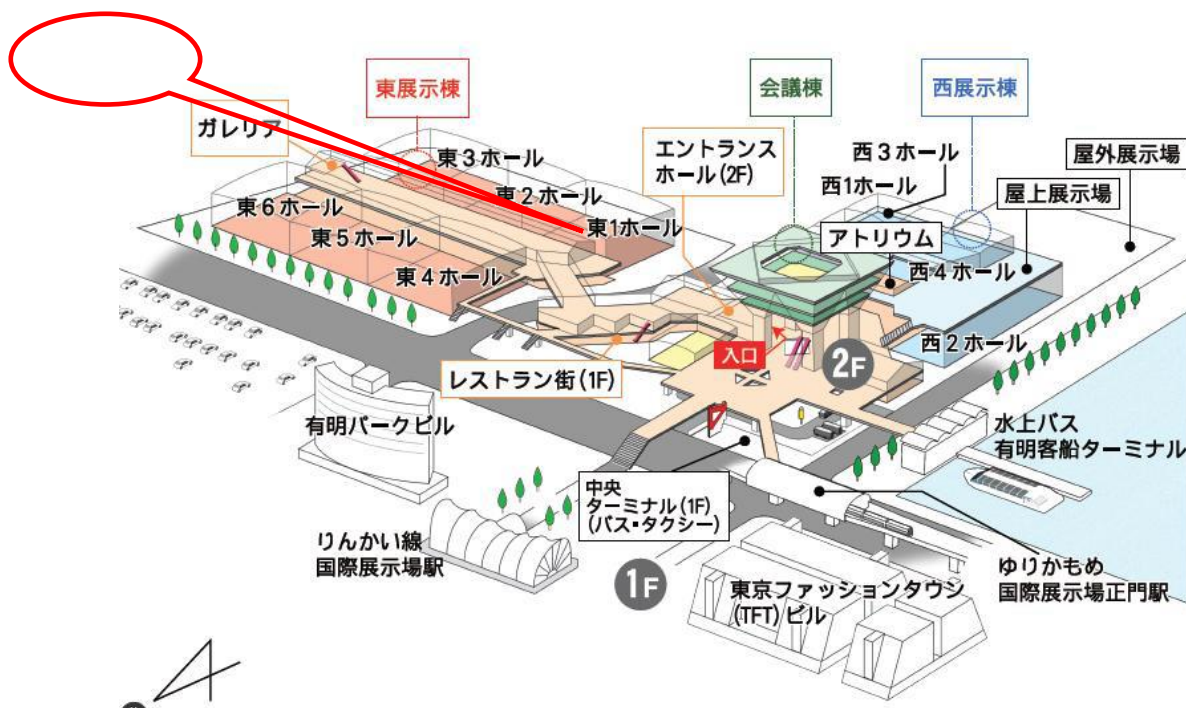 東展示棟
会議棟
西展示棟
ガレリア
東3ホール
エントランス
ホール(2F)
西3ホール
屋外展示場
西1ホール
東2ホール
屋上展示場
東6ホール
東1ホール
アトリウム
東5ホール
西4ホール
東4ホール
入口
2F
西2ホール
レストラン街(1F)
有明パークビル
水上バス
有明客船ターミナル
中央
ターミナル(1F)
(バス・タクシー)
りんかい線
国際展示場駅
1F
東京ファッションタウン
(TFT)ビル
ゆりかもめ
国際展示場正門駅